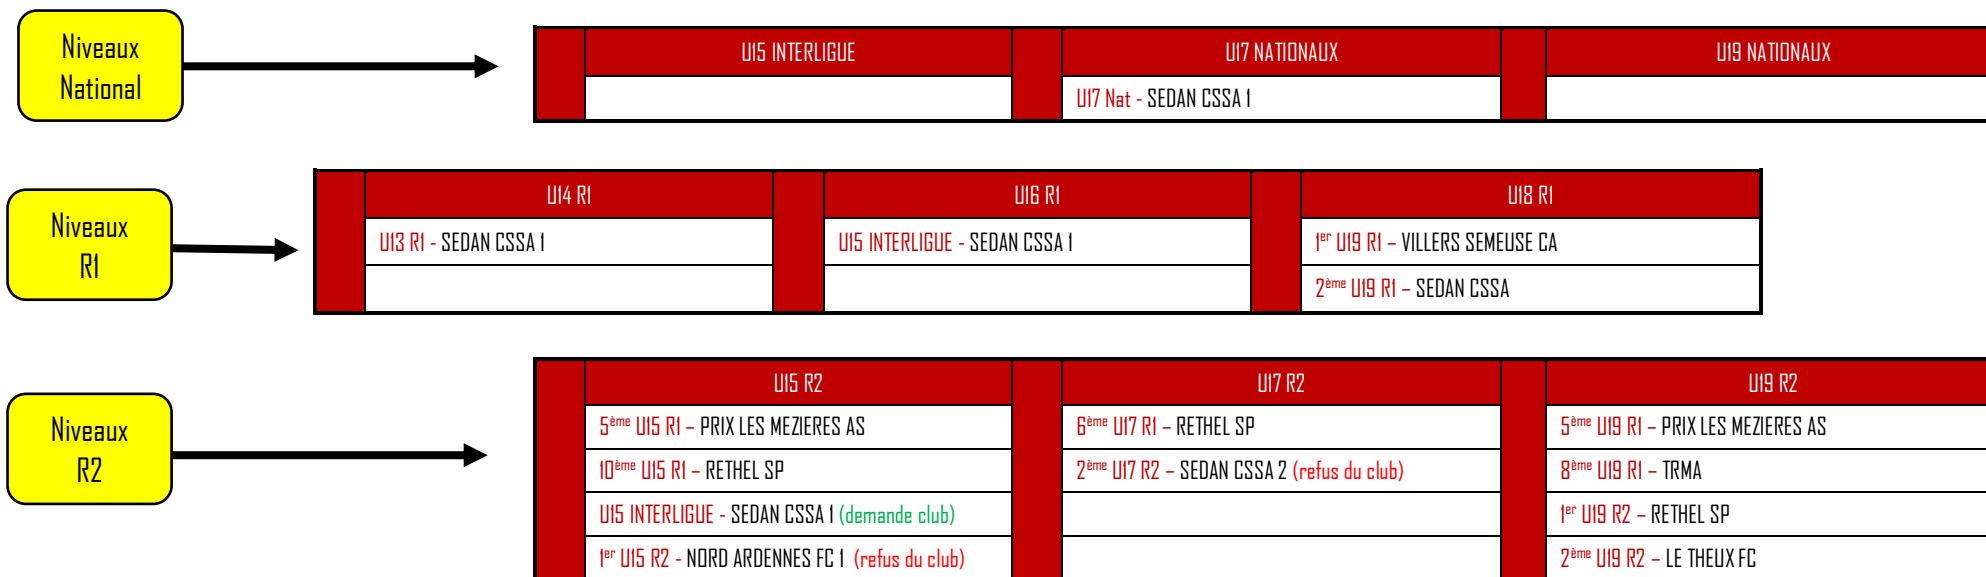 Niveaux
National
U15 INTERLIGUE
U17 NATIONAUX
U19 NATIONAUX
U17 Nat - SEDAN CSSA 1
Niveaux
R1
U14 R1
U16 R1
U18 R1
U13 R1 - SEDAN CSSA 1
U15 INTERLIGUE - SEDAN CSSA 1
1er U19 R1 – VILLERS SEMEUSE CA
2ème U19 R1 – SEDAN CSSA
Niveaux
R2
U15 R2
U17 R2
U19 R2
5ème U15 R1 – PRIX LES MEZIERES AS
6ème U17 R1 – RETHEL SP
5ème U19 R1 – PRIX LES MEZIERES AS
10ème U15 R1 – RETHEL SP
2ème U17 R2 – SEDAN CSSA 2 (refus du club)
8ème U19 R1 – TRMA
U15 INTERLIGUE - SEDAN CSSA 1 (demande club)
1er U19 R2 – RETHEL SP
1er U15 R2 - NORD ARDENNES FC 1 (refus du club)
2ème U19 R2 – LE THEUX FC